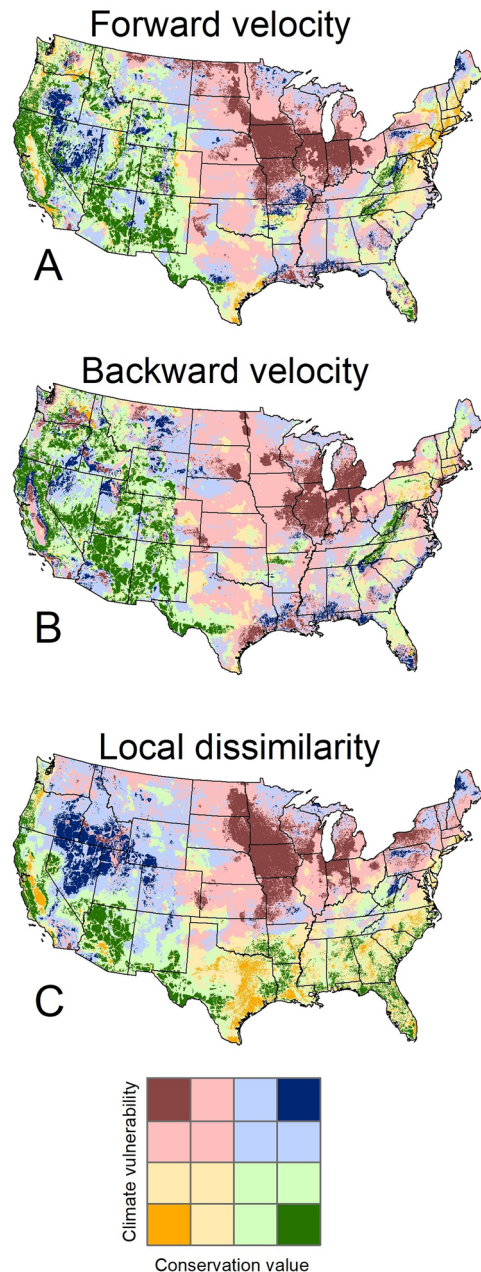 Forward velocity
A
Backward velocity
B
Local dissimilarity
C
Climate vulnerability
Conservation value